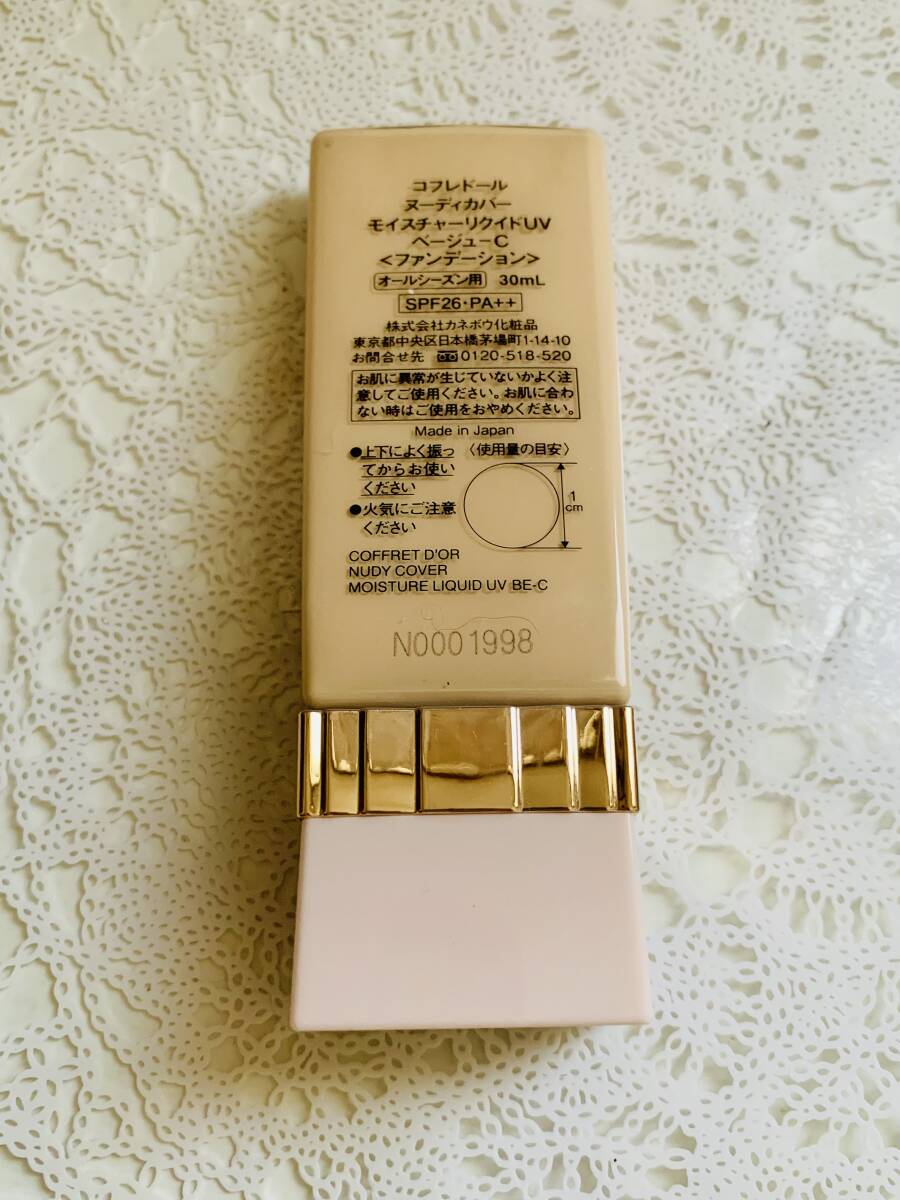 コフレドール
ヌーディカバー
モイスチャーリクイドUV
ベージュ-C
<ファンデーション>
オールシーズン用 30mL
SPF26・PA++
株式会社カネボウ化粧品
東京都中央区日本橋茅場町1-14-10
お問合せ先 0120-518-520
お肌に異常が生じていないかよく注
意してご使用ください。お肌に合わ
ない時はご使用をおやめください。
Made in Japan
●上下によく振っ
てからお使い
ください
●火気にご注意
ください
〈使用量の目安〉
1
cm
COFFRET D'OR
NUDY COVER
MOISTURE LIQUID UV BE-C
N0001998